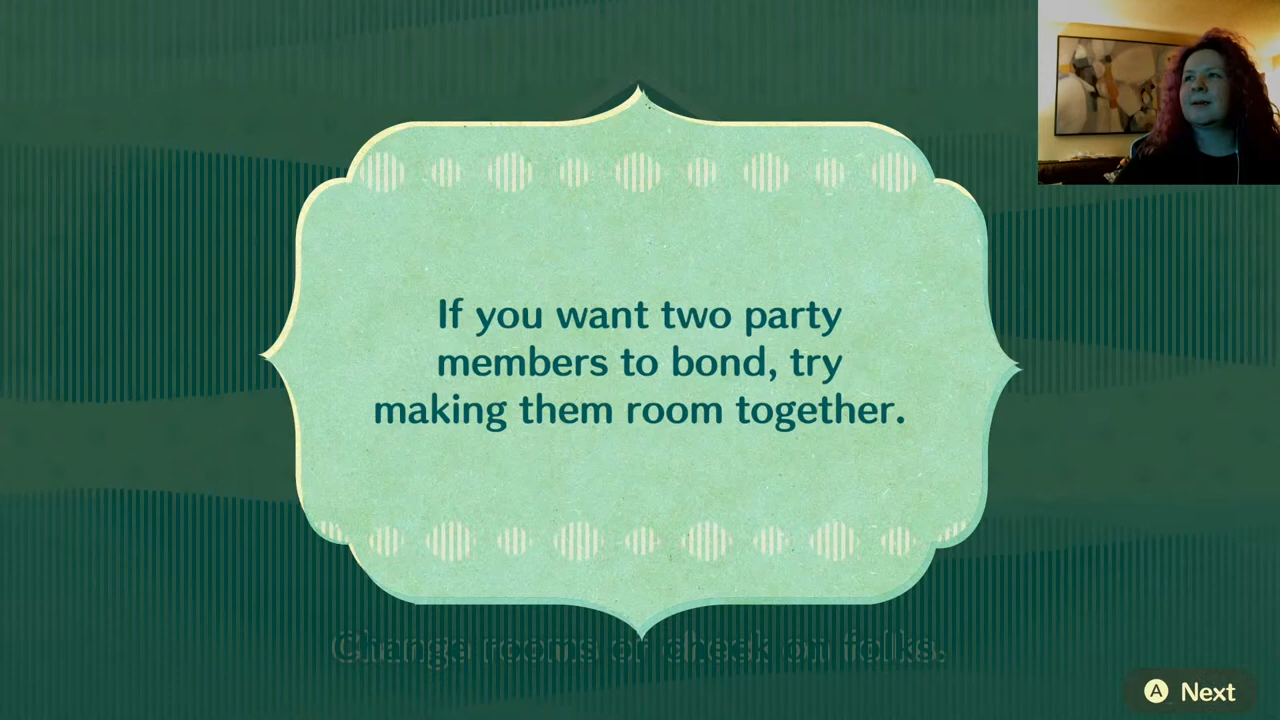 If you want two party
members to bond, try
making them room together.
Change rooms or check on folks.
A Next